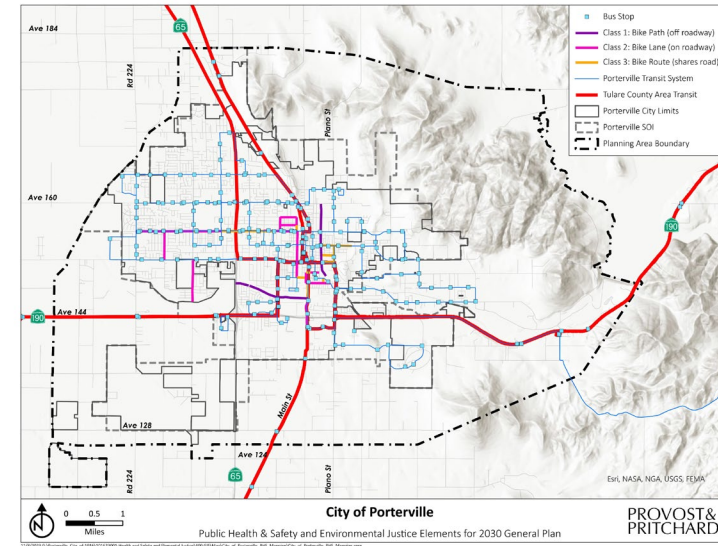 Ave 184
65
Rd 224
Plano St
Bus Stop
Class 1: Bike Path (off roadway)
Class 2: Bike Lane (on roadway)
Class 3: Bike Route (shares road)
Porterville Transit System
Tulare County Area Transit
Porterville City Limits
Porterville SOI
Planning Area Boundary
Ave 160
190
190
Ave 144
Main St
Ave 128
Ave 124
Rd 224
65
Plano St
Esri, NASA, NGA, USGS, FEMA
N
0 0.5 1
Miles
City of Porterville
Public Health & Safety and Environmental Justice Elements for 2030 General Plan
PROVOST&
PRITCHARD